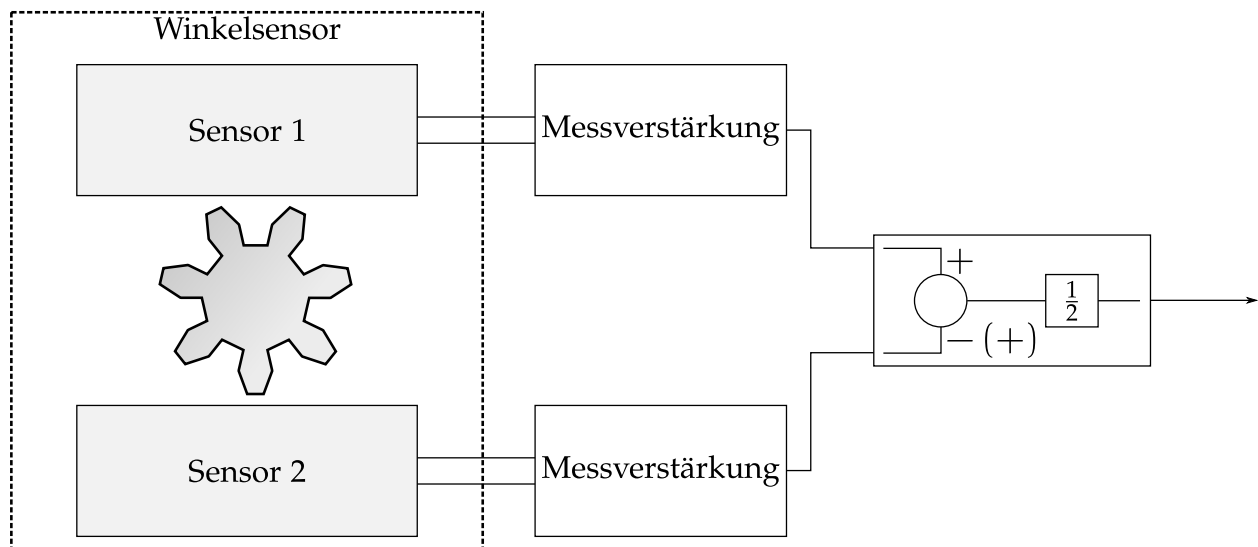 Winkelsensor
Sensor 1
Messverstärkung
+
1/2
− (+)
Sensor 2
Messverstärkung